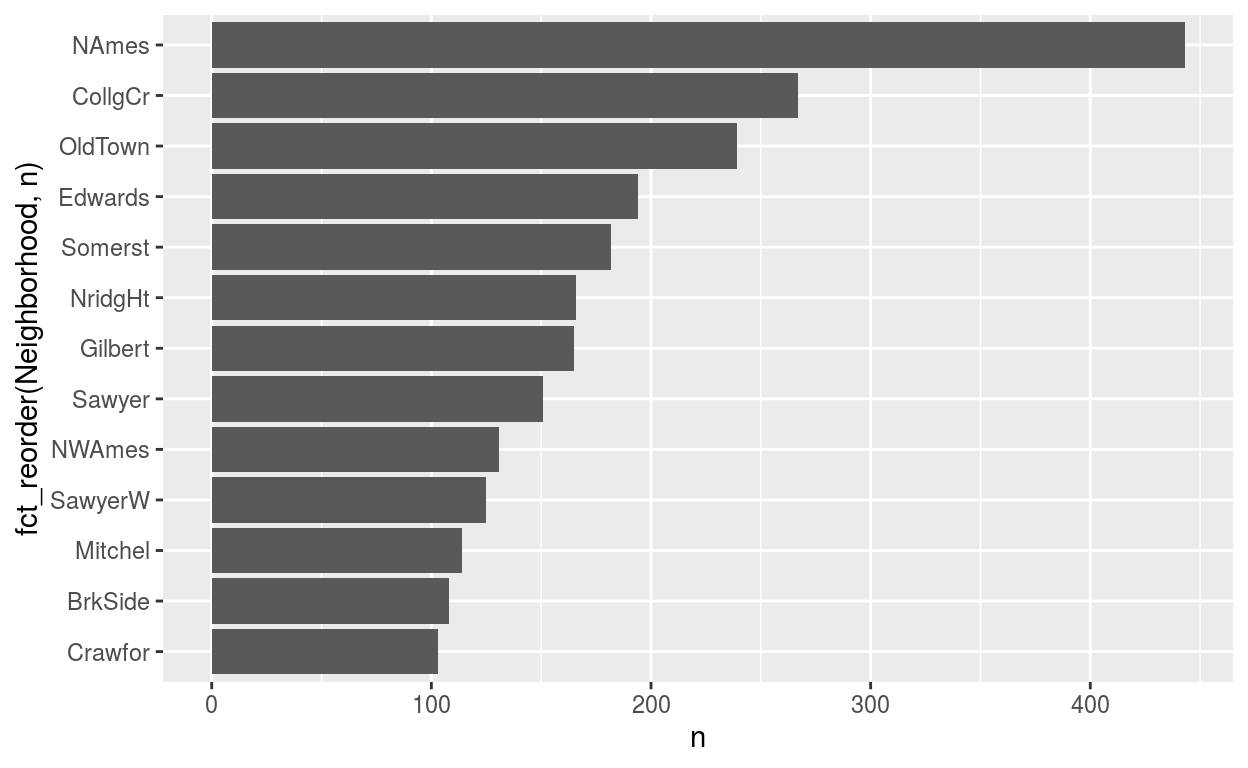 NAmes
CollgCr
OldTown
Edwards
Somerst
NridgHt
Gilbert
Sawyer
NWAmes
SawyerW
Mitchel
BrkSide
Crawfor
fct_reorder(Neighborhood, n)
0 100 200 300 400
n